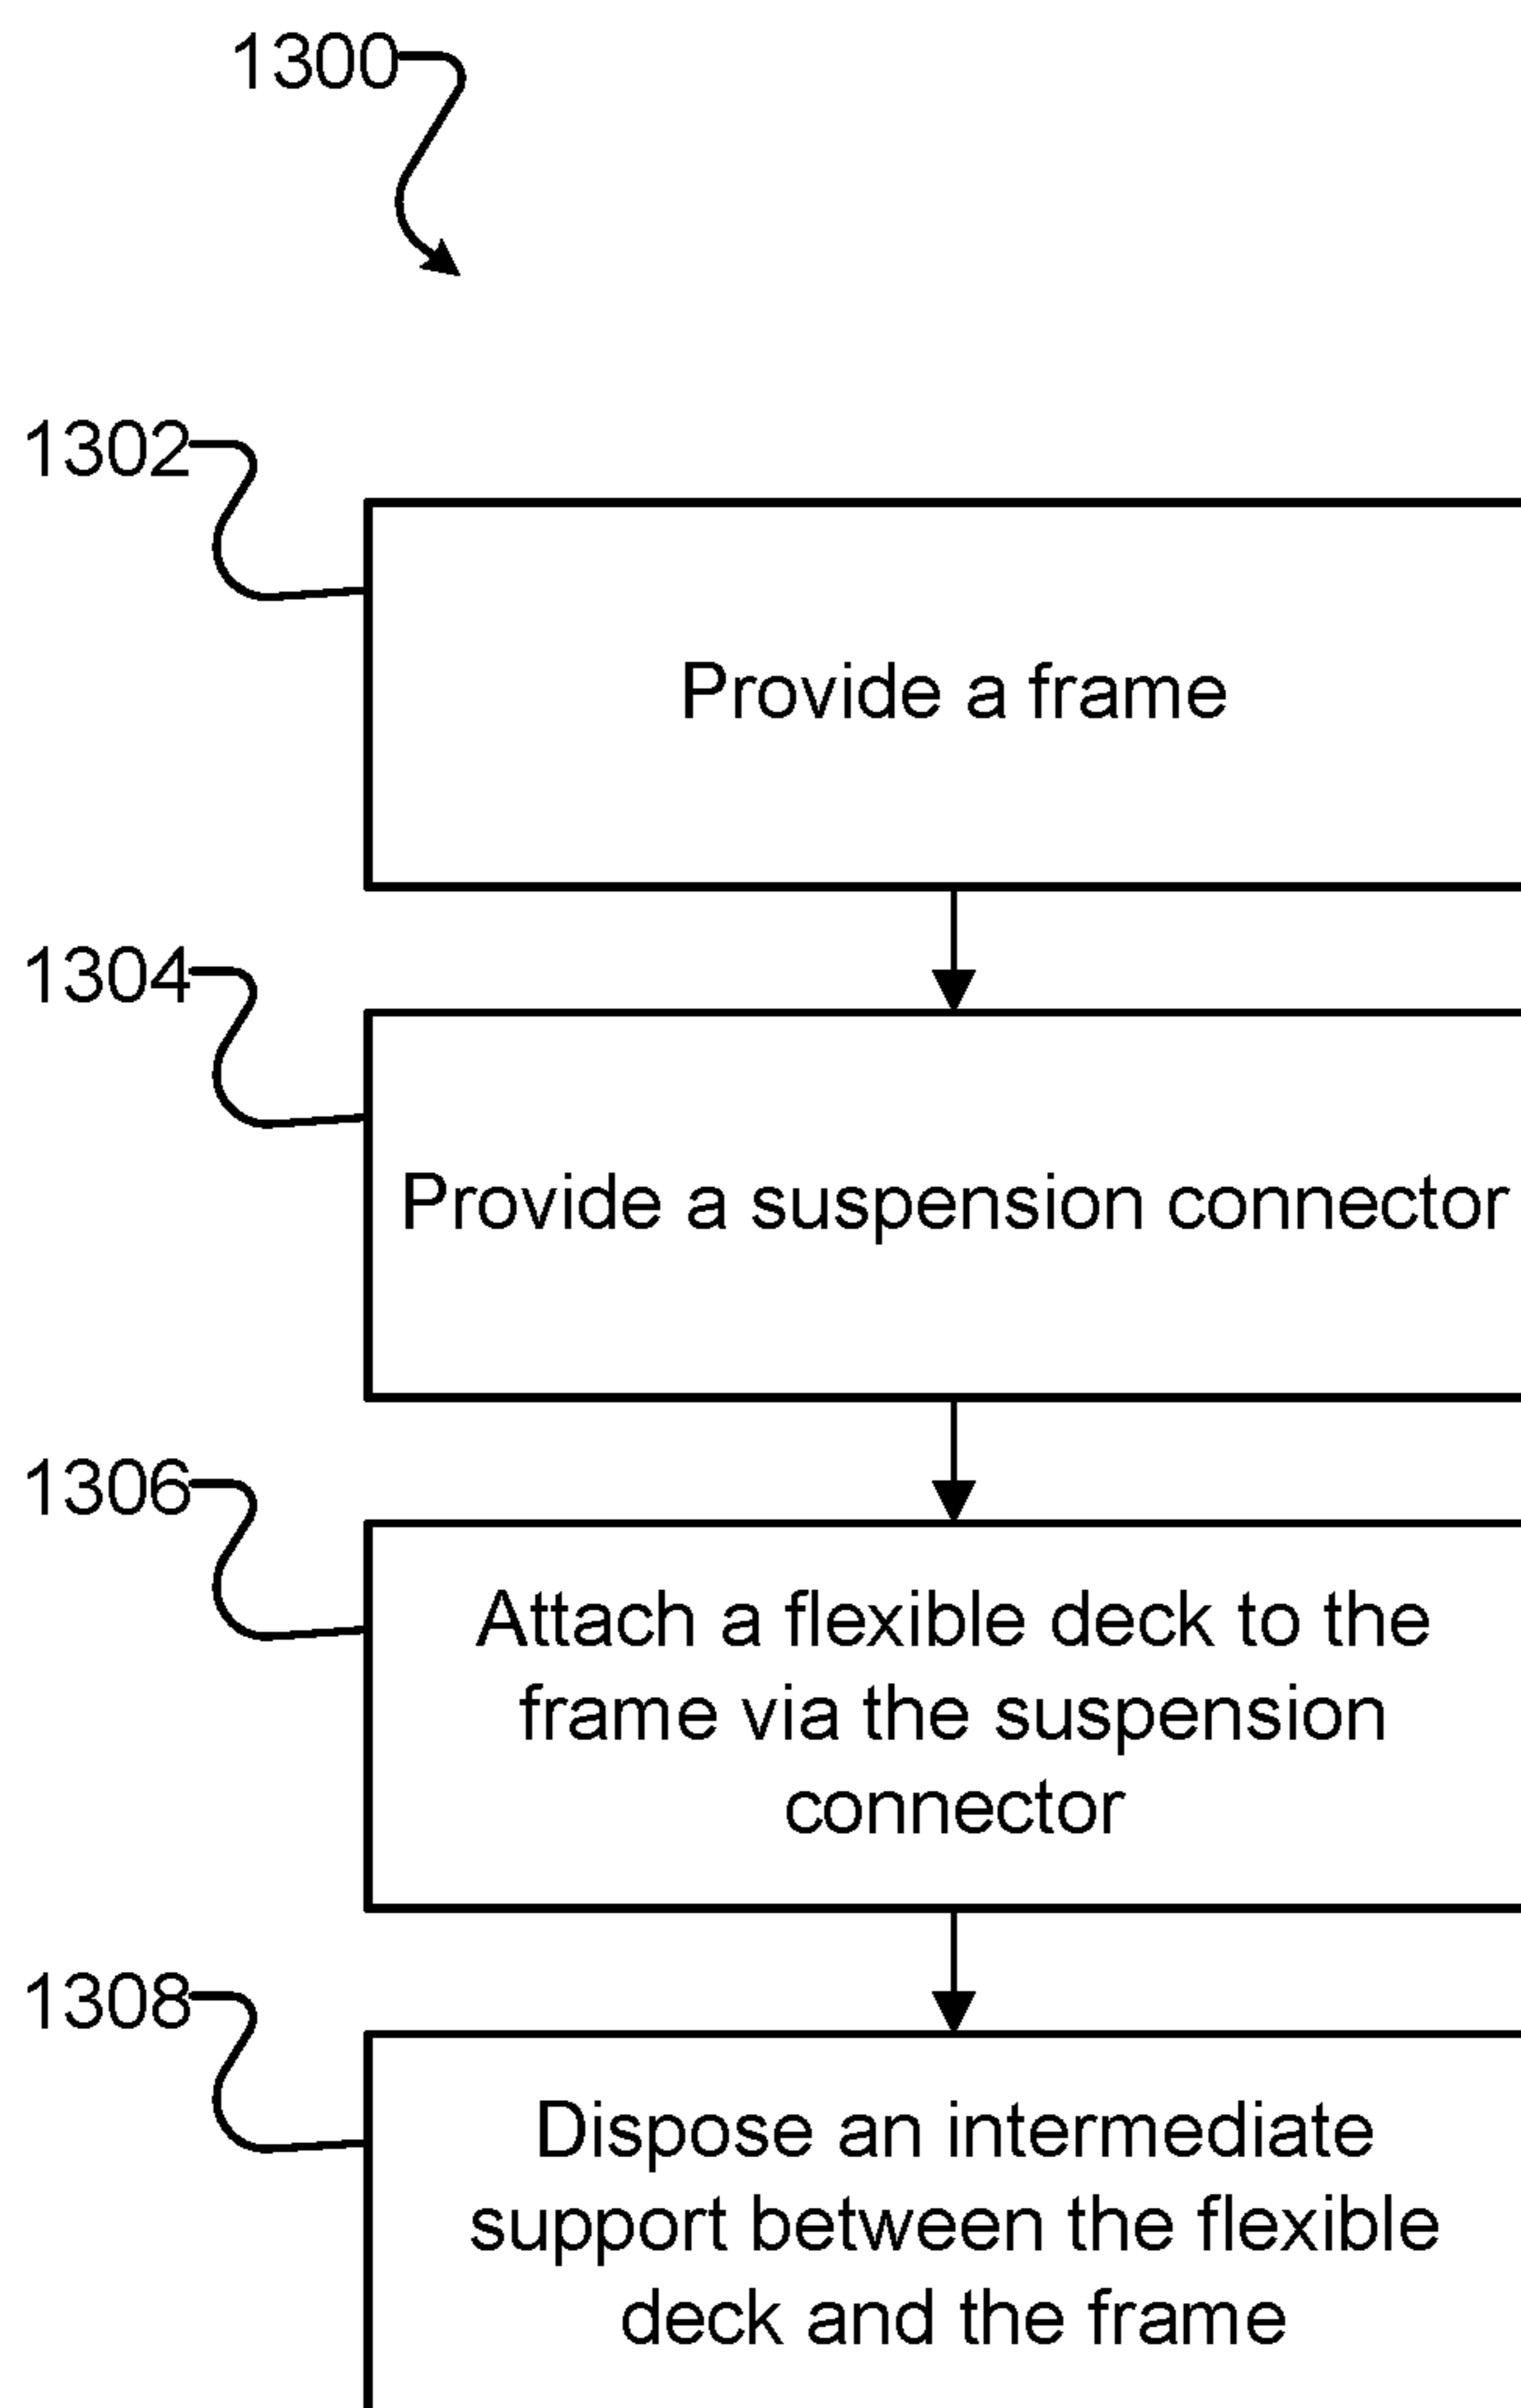 1300
1302
Provide a frame
1304
Provide a suspension connector
1306
Attach a flexible deck to the
frame via the suspension
connector
1308
Dispose an intermediate
support between the flexible
deck and the frame